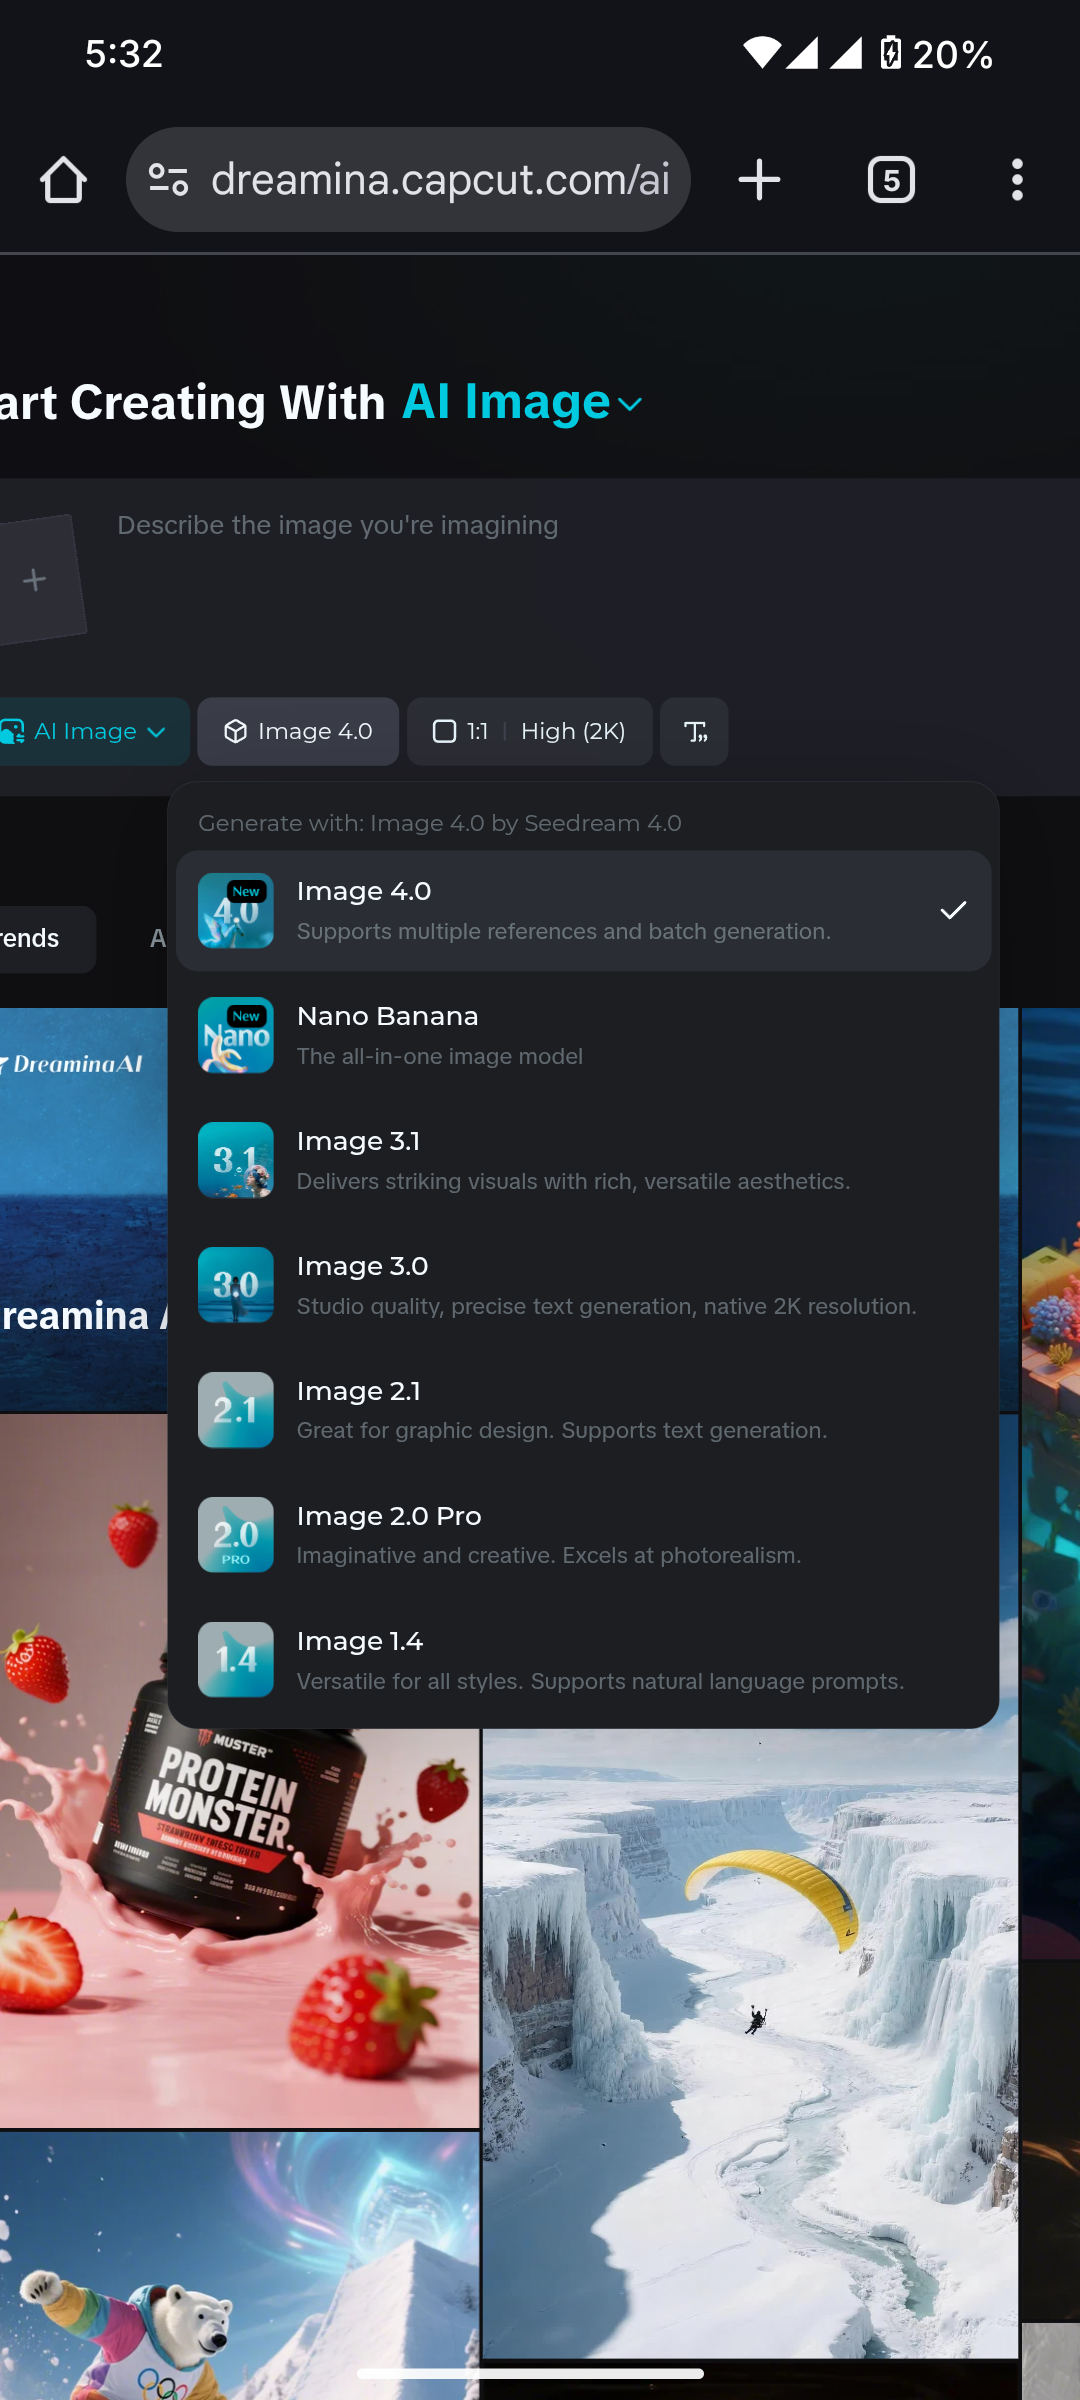 5:32
20%
dreamina.capcut.com/ai
5
art Creating With AI Image
Describe the image you're imagining
AI Image
Image 4.0
1:1
High (2K)
T
Generate with: Image 4.0 by Seedream 4.0
4.0
New
Image 4.0
Supports multiple references and batch generation.
rends
A
Nano
New
Nano Banana
The all-in-one image model
DreaminaAI
3.1
Image 3.1
Delivers striking visuals with rich, versatile aesthetics.
3.0
Image 3.0
Studio quality, precise text generation, native 2K resolution.
reamina A
2.1
Image 2.1
Great for graphic design. Supports text generation.
2.0
PRO
Image 2.0 Pro
Imaginative and creative. Excels at photorealism.
1.4
Image 1.4
Versatile for all styles. Supports natural language prompts.
MUSTER
PROTEIN
MONSTER.